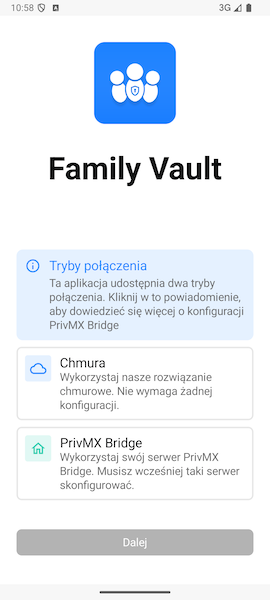 10:58
3G
Family Vault
Tryby połączenia
Ta aplikacja udostępnia dwa tryby
połączenia. Kliknij w to powiadomienie,
aby dowiedzieć się więcej o konfiguracji
PrivMX Bridge
Chmura
Wykorzystaj nasze rozwiązanie
chmurowe. Nie wymaga żadnej
konfiguracji.
PrivMX Bridge
Wykorzystaj swój serwer PrivMX
Bridge. Musisz wcześniej taki serwer
skonfigurować.
Dalej